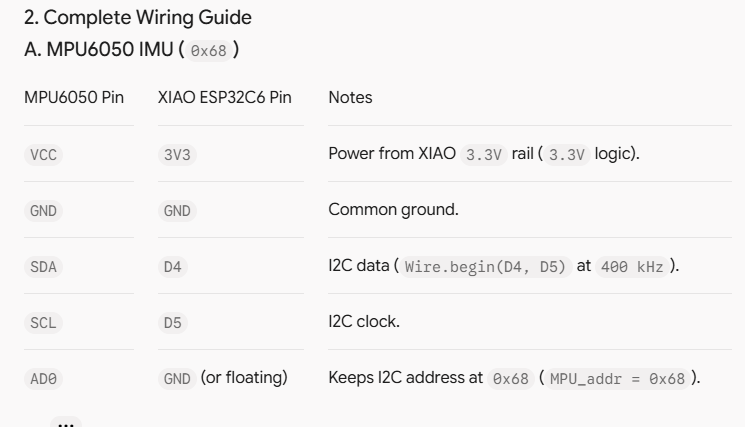 2. Complete Wiring Guide
A. MPU6050 IMU ( 0x68 )
MPU6050 Pin XIAO ESP32C6 Pin Notes
VCC 3V3 Power from XIAO 3.3V rail ( 3.3V logic).
GND GND Common ground.
SDA D4 I2C data ( Wire.begin(D4, D5) at 400 kHz ).
SCL D5 I2C clock.
AD0 GND (or floating) Keeps I2C address at 0x68 ( MPU_addr = 0x68 ).
...